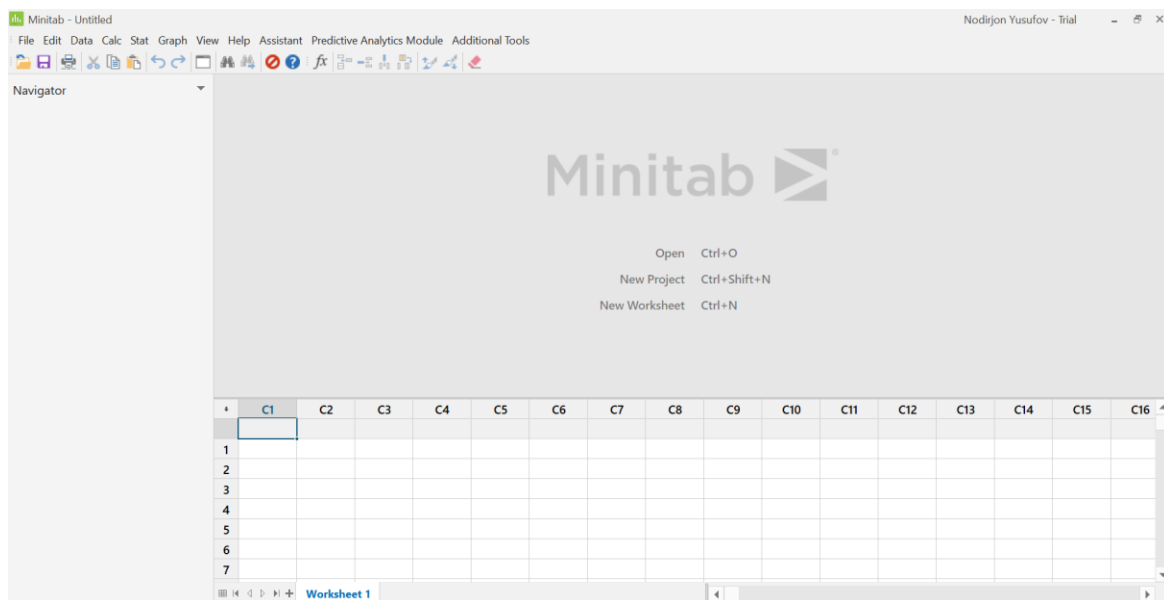 Minitab - Untitled
Nodirjon Yusufov - Trial
File Edit Data Calc Stat Graph View Help Assistant Predictive Analytics Module Additional Tools
fx
Navigator
Minitab
Open Ctrl+O
New Project Ctrl+Shift+N
New Worksheet Ctrl+N
C1 C2 C3 C4 C5 C6 C7 C8 C9 C10 C11 C12 C13 C14 C15 C16
1
2
3
4
5
6
7
Worksheet 1